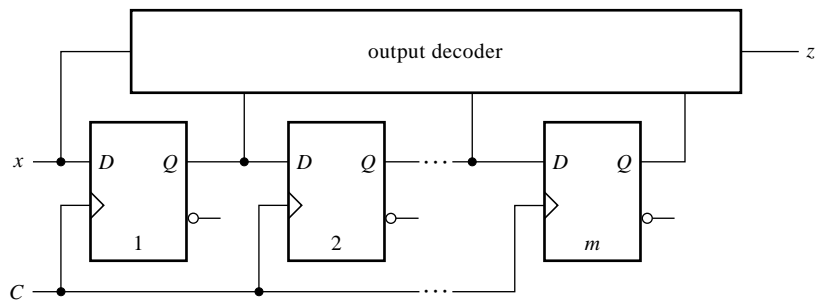 output decoder
z
x D Q D Q ··· D Q
1 2 m
C ···